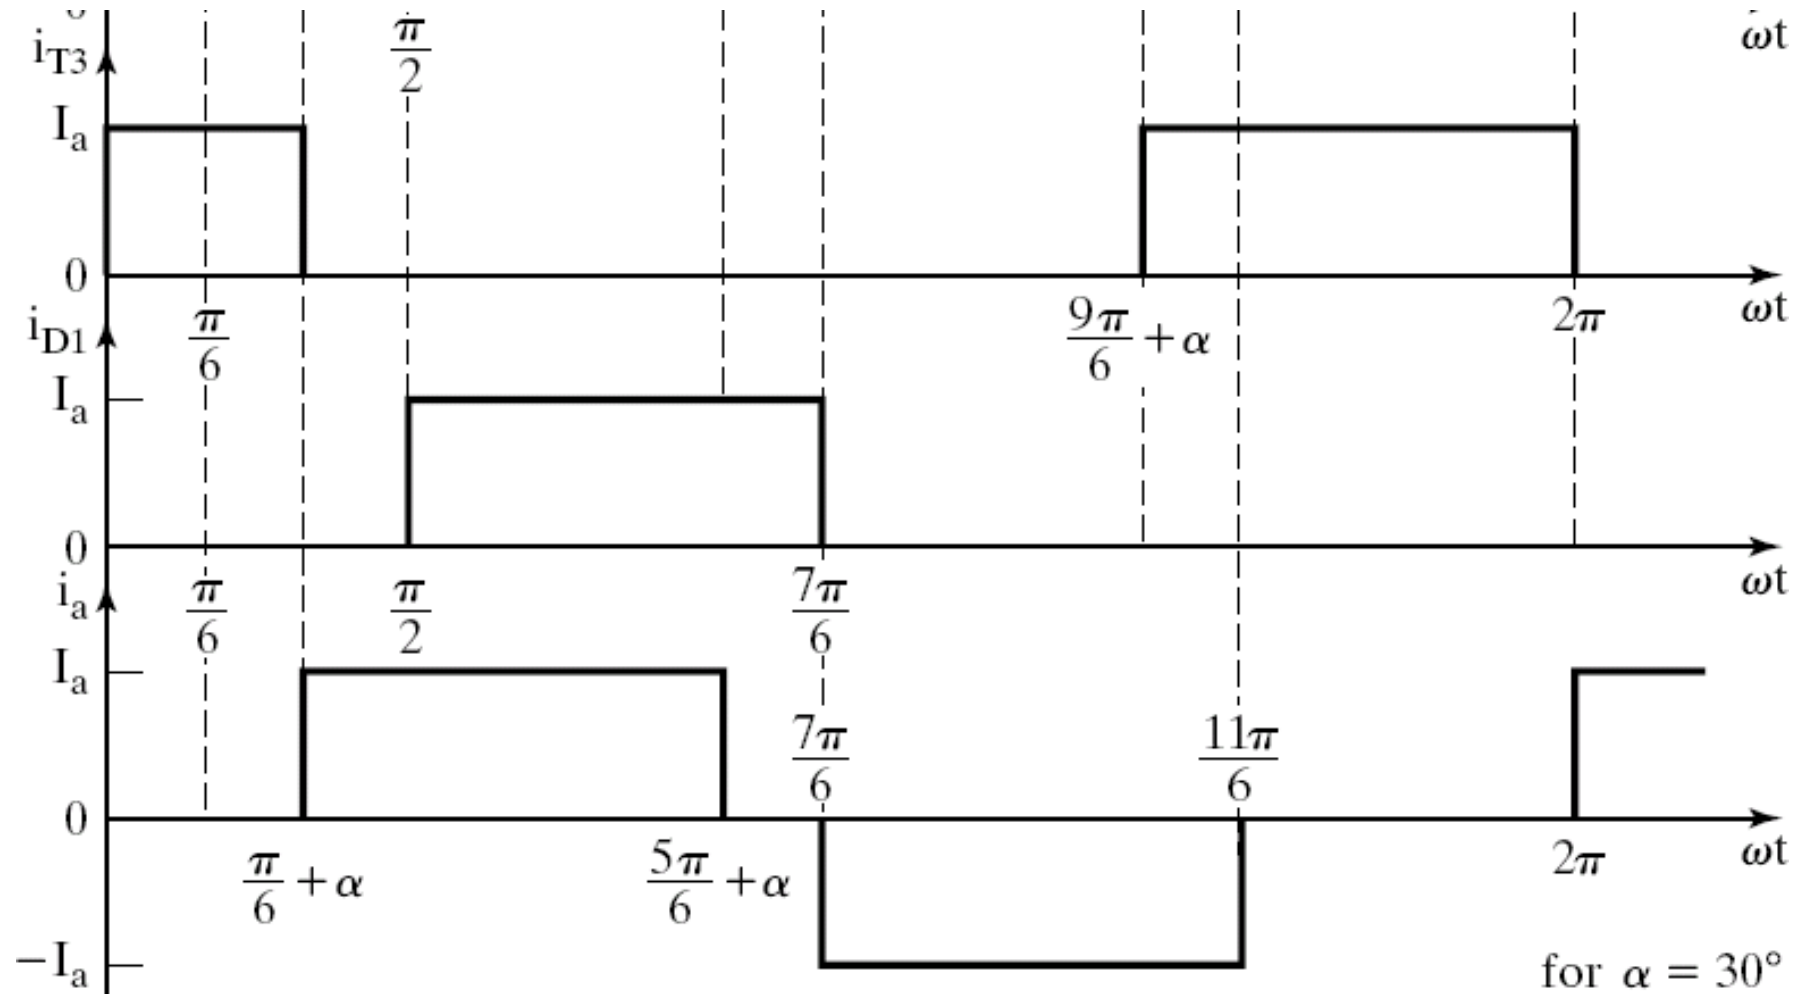 i_T3
π/2
ωt
I_a
0
π/6
9π/6 + α
2π
ωt
i_D1
I_a
0
π/6
π/2
7π/6
ωt
i_a
I_a
7π/6
11π/6
0
π/6 + α
5π/6 + α
2π
ωt
−I_a
for α = 30°